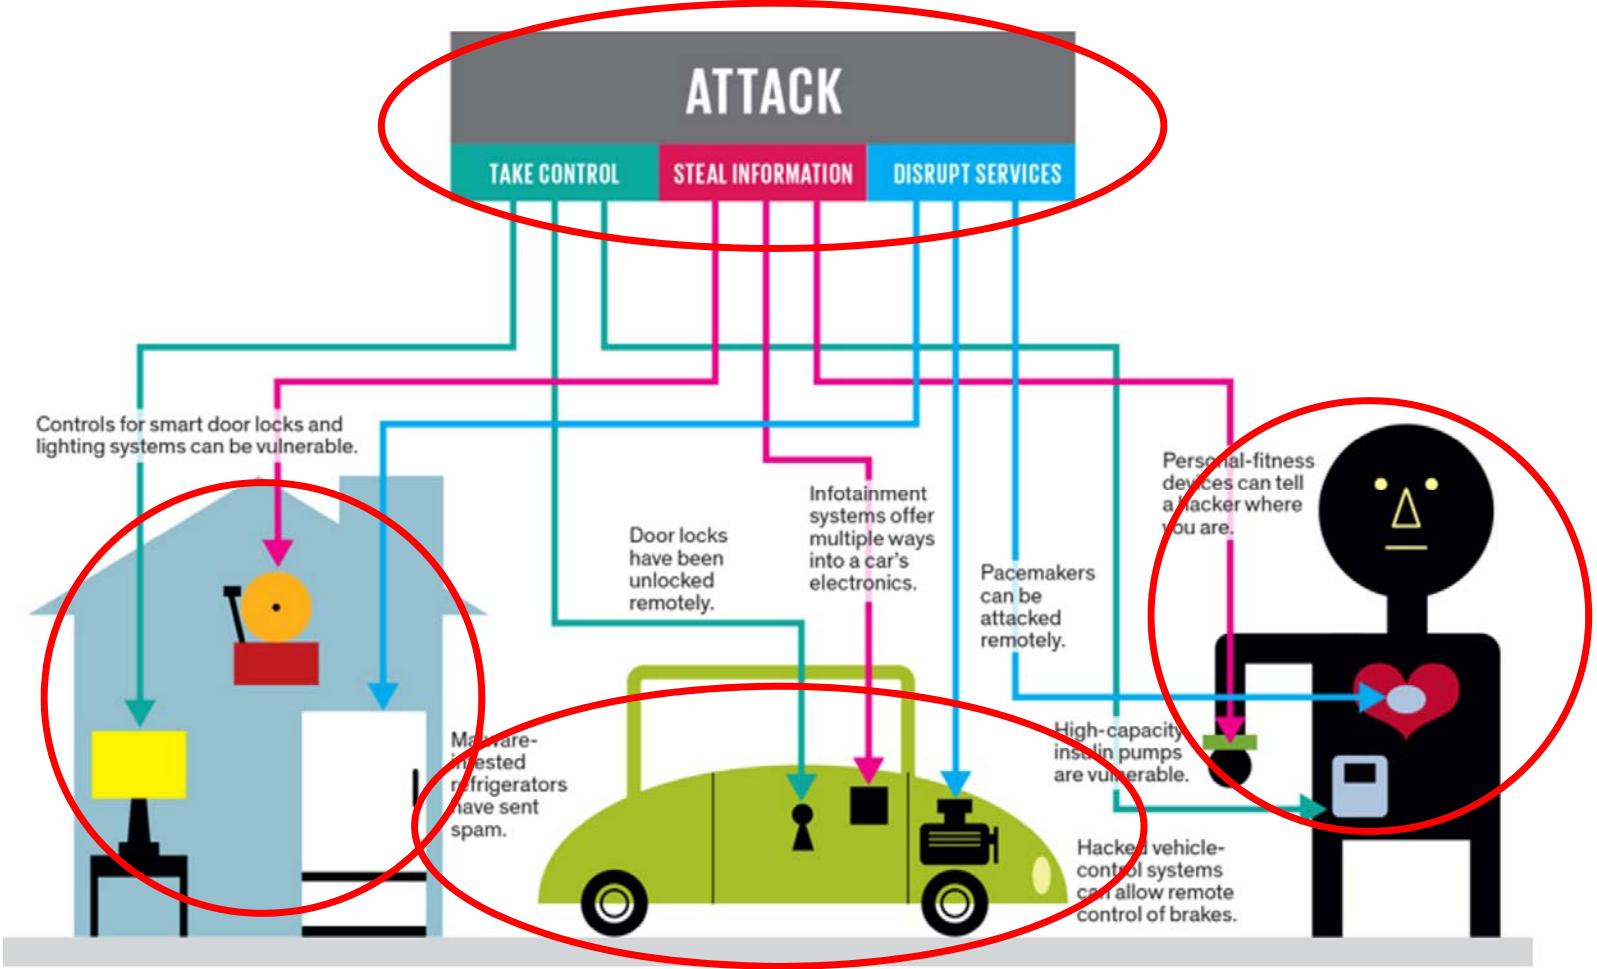 ATTACK
TAKE CONTROL
STEAL INFORMATION
DISRUPT SERVICES
Controls for smart door locks and
lighting systems can be vulnerable.
Malware-
infested
refrigerators
have sent
spam.
Door locks
have been
unlocked
remotely.
Infotainment
systems offer
multiple ways
into a car's
electronics.
Pacemakers
can be
attacked
remotely.
Personal-fitness
devices can tell
a hacker where
you are.
High-capacity
insulin pumps
are vulnerable.
Hacked vehicle-
control systems
can allow remote
control of brakes.